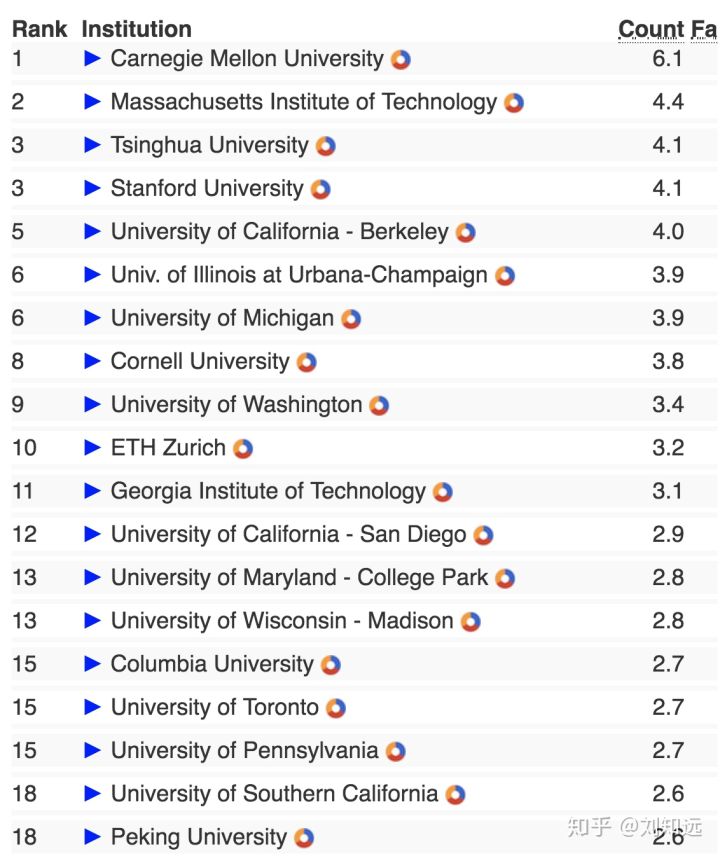 Rank Institution Count Fa
1 ► Carnegie Mellon University 6.1
2 ► Massachusetts Institute of Technology 4.4
3 ► Tsinghua University 4.1
3 ► Stanford University 4.1
5 ► University of California - Berkeley 4.0
6 ► Univ. of Illinois at Urbana-Champaign 3.9
6 ► University of Michigan 3.9
8 ► Cornell University 3.8
9 ► University of Washington 3.4
10 ► ETH Zurich 3.2
11 ► Georgia Institute of Technology 3.1
12 ► University of California - San Diego 2.9
13 ► University of Maryland - College Park 2.8
13 ► University of Wisconsin - Madison 2.8
15 ► Columbia University 2.7
15 ► University of Toronto 2.7
15 ► University of Pennsylvania 2.7
18 ► University of Southern California 2.6
18 ► Peking University 2.6
知乎 @刘知远